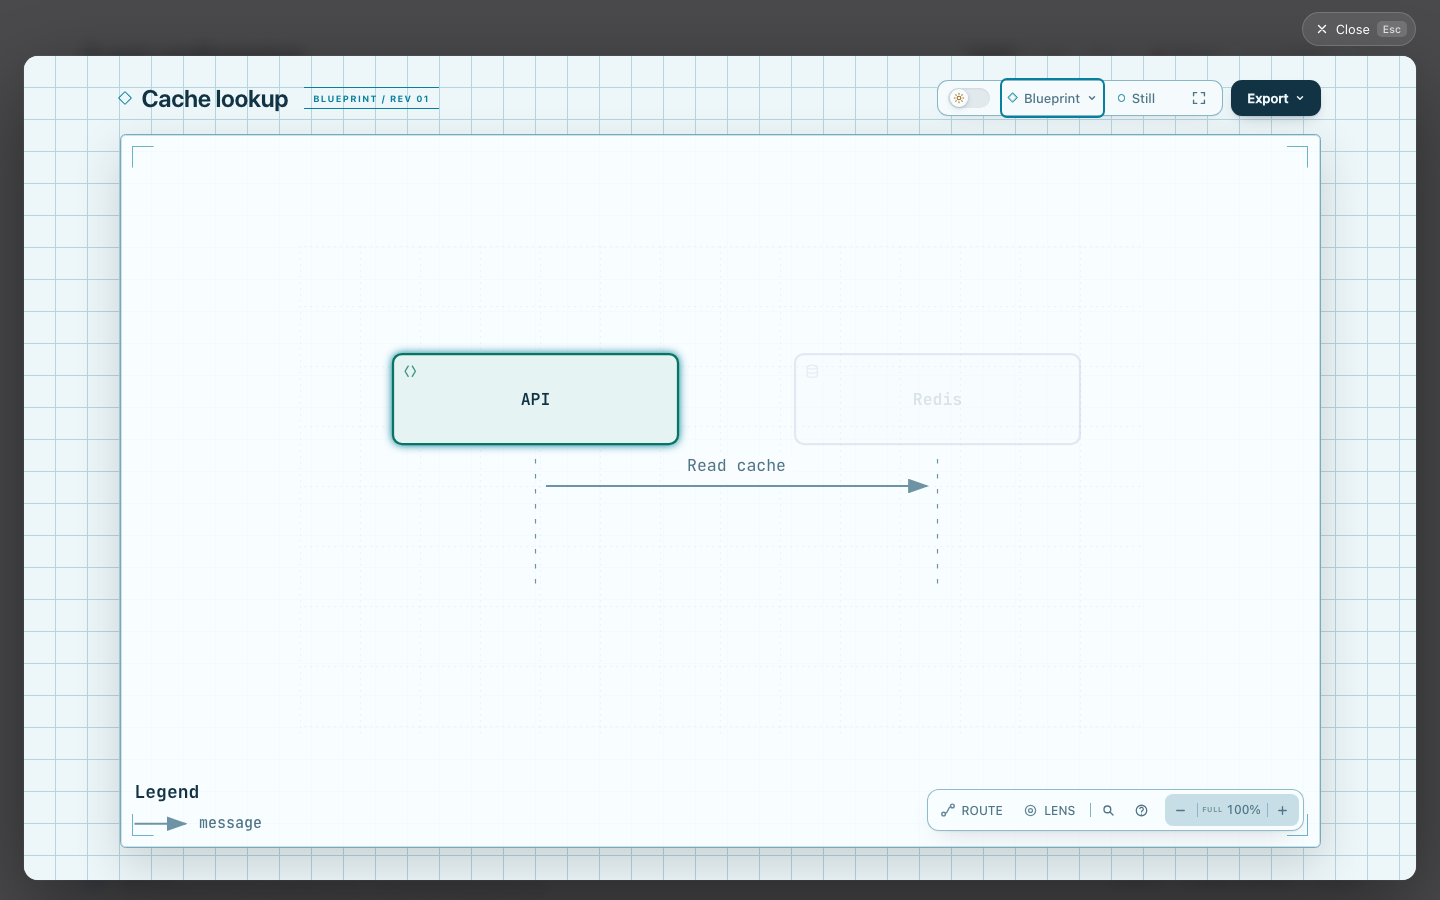 Close Esc
Cache lookup
BLUEPRINT / REV 01
Blueprint
Still
Export
API
Redis
Read cache
Legend
message
ROUTE
LENS
FULL 100%